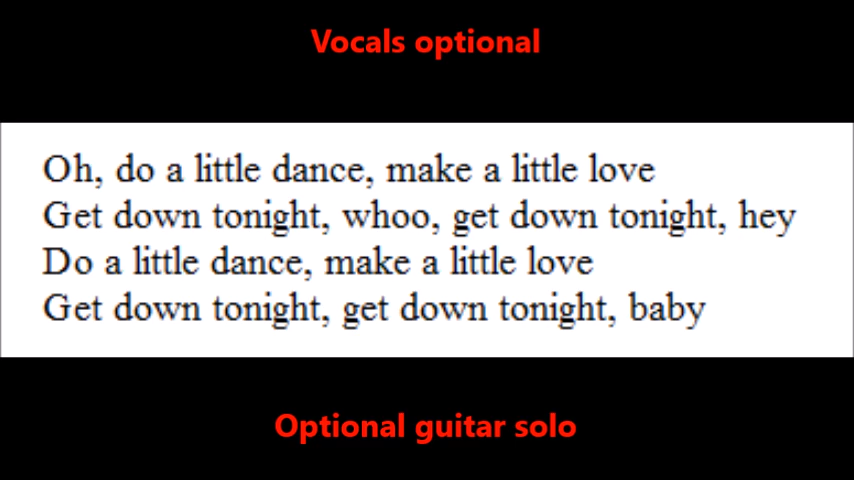 Vocals optional
Oh, do a little dance, make a little love
Get down tonight, whoo, get down tonight, hey
Do a little dance, make a little love
Get down tonight, get down tonight, baby
Optional guitar solo